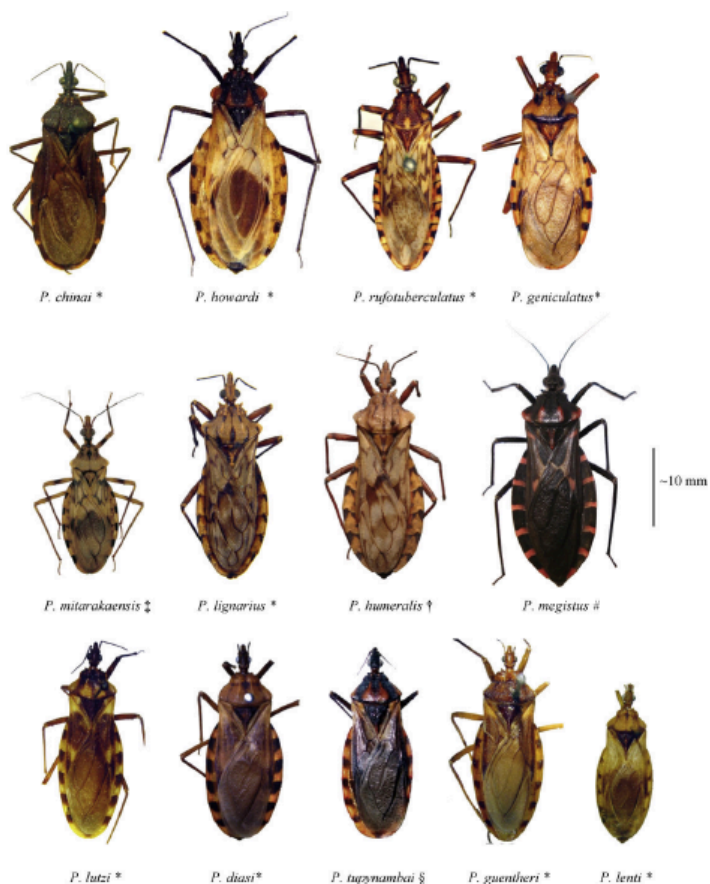 P. chinai *
P. howardi *
P. rufotuberculatus *
P. geniculatus*
~10 mm
P. mitarakaensis ‡
P. lignarius *
P. humeralis †
P. megistus #
P. lutzi *
P. diasi*
P. tupynambai §
P. guentheri *
P. lenti *